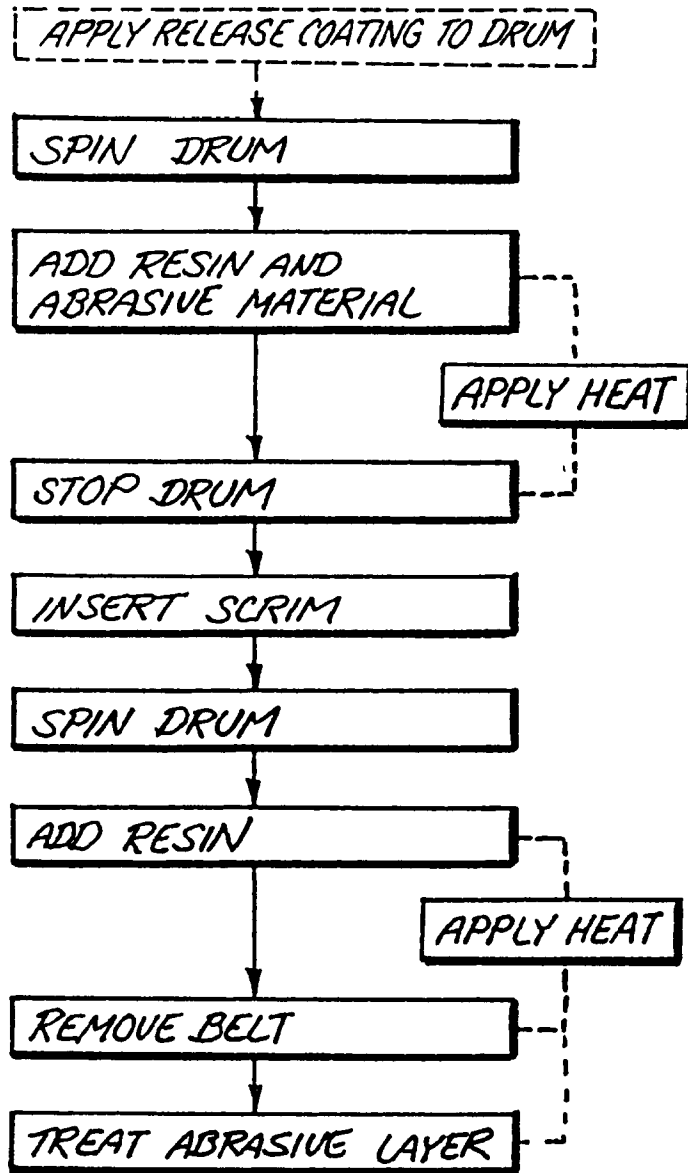 APPLY RELEASE COATING TO DRUM
SPIN DRUM
ADD RESIN AND
ABRASIVE MATERIAL
APPLY HEAT
STOP DRUM
INSERT SCRIM
SPIN DRUM
ADD RESIN
APPLY HEAT
REMOVE BELT
TREAT ABRASIVE LAYER